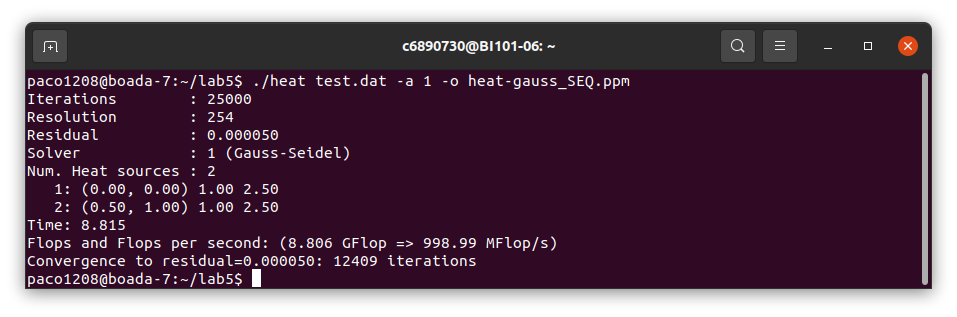 c6890730@BI101-06: ~
paco1208@boada-7:~/lab5$ ./heat test.dat -a 1 -o heat-gauss_SEQ.ppm
Iterations        : 25000
Resolution        : 254
Residual          : 0.000050
Solver            : 1 (Gauss-Seidel)
Num. Heat sources : 2
   1: (0.00, 0.00) 1.00 2.50
   2: (0.50, 1.00) 1.00 2.50
Time: 8.815
Flops and Flops per second: (8.806 GFlop => 998.99 MFlop/s)
Convergence to residual=0.000050: 12409 iterations
paco1208@boada-7:~/lab5$